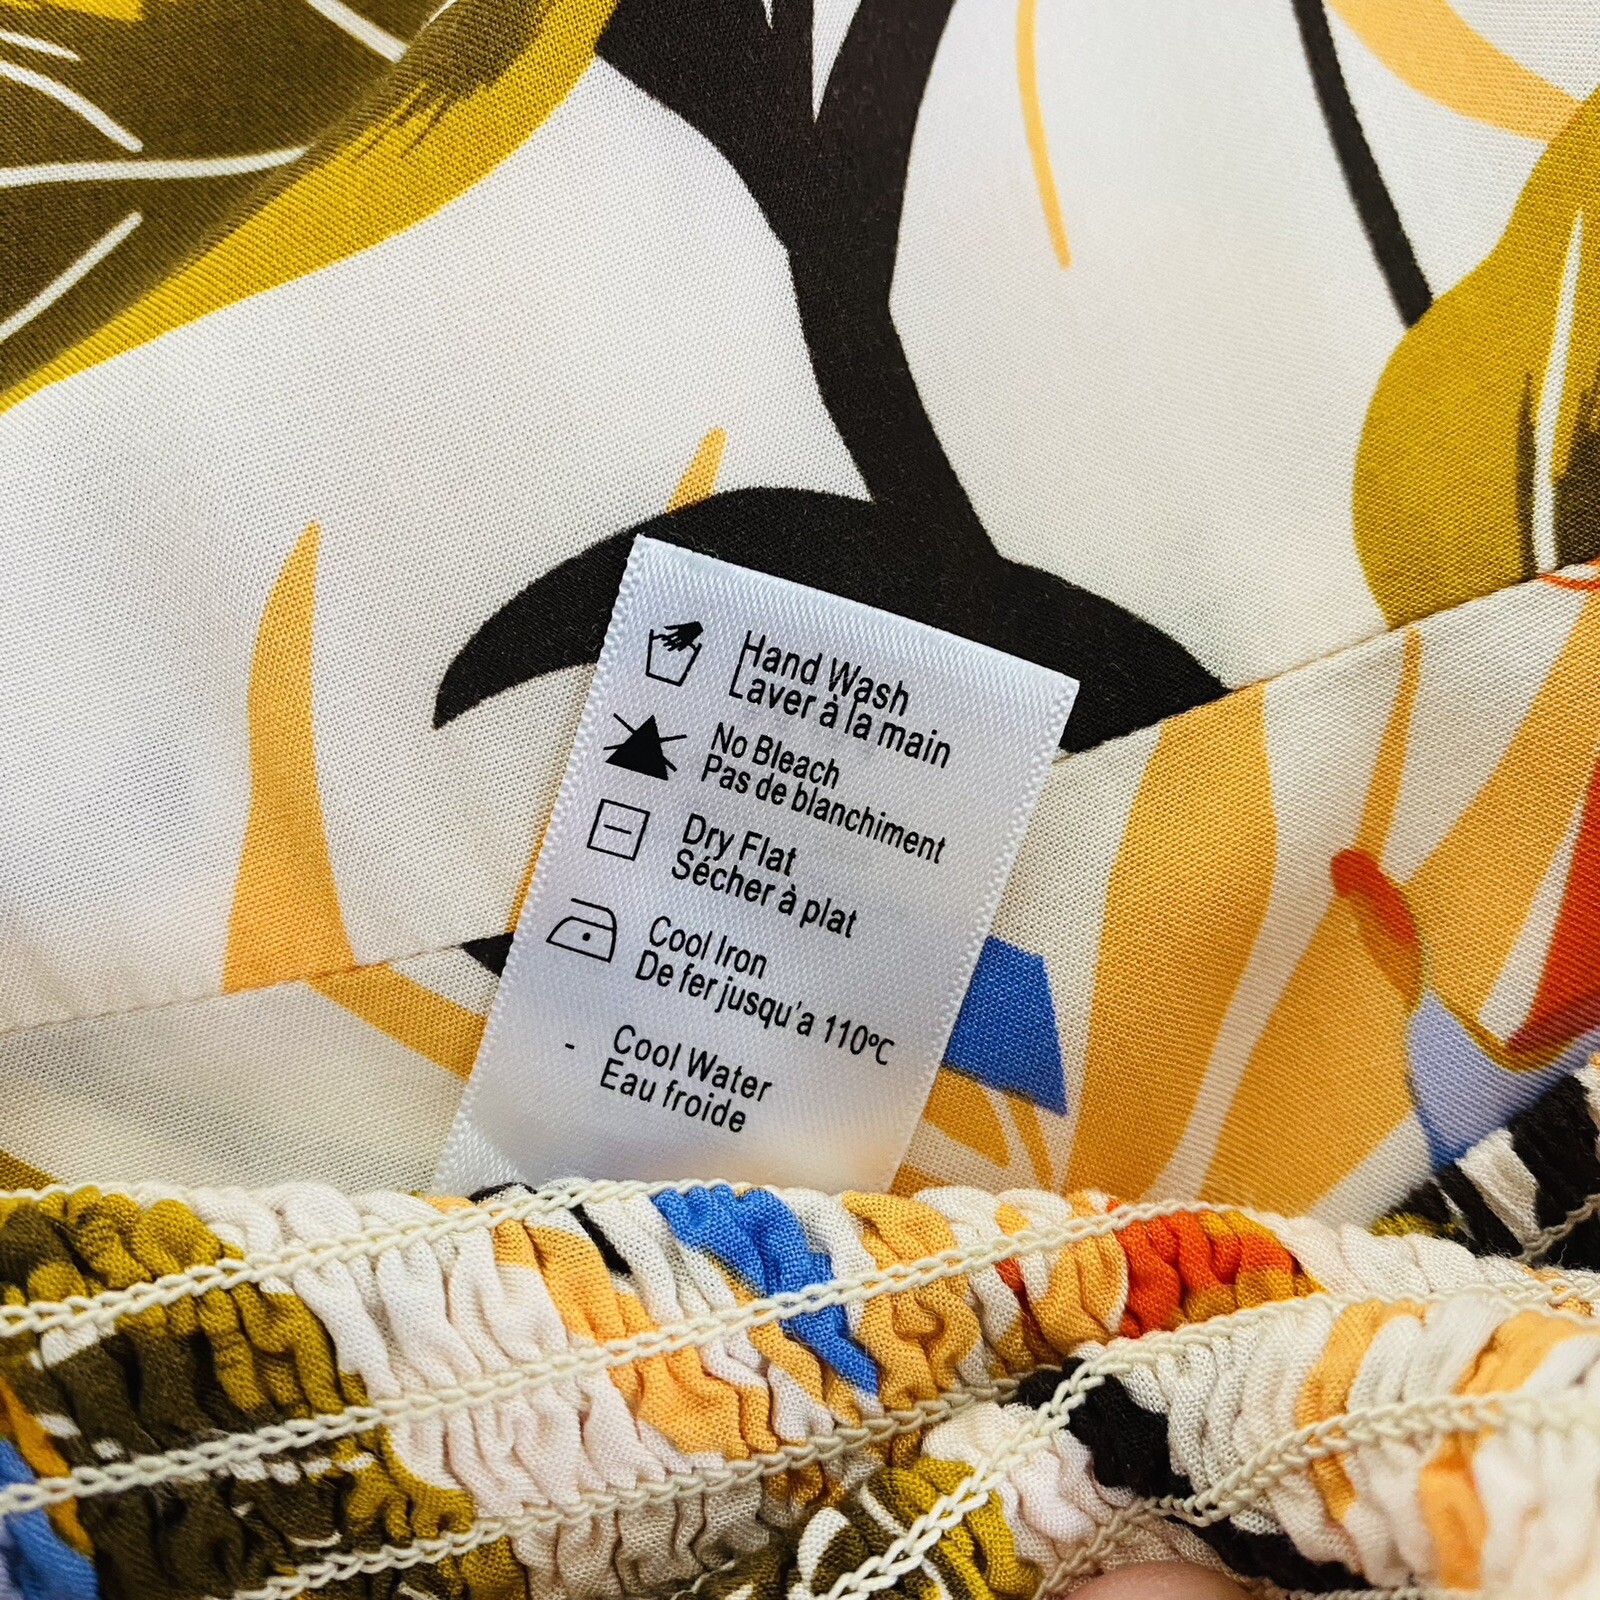 Hand Wash
Laver à la main
No Bleach
Pas de blanchiment
Dry Flat
Sécher à plat
Cool Iron
De fer jusqu'a 110ºC
- Cool Water
Eau froide